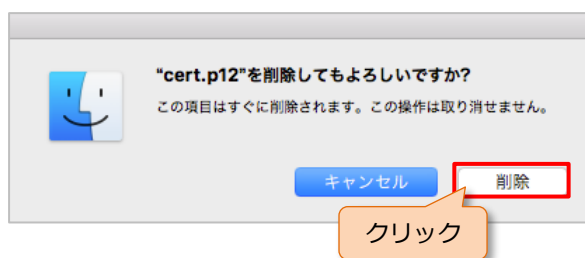 “cert.p12”を削除してもよろしいですか?
この項目はすぐに削除されます。この操作は取り消せません。
キャンセル
削除
クリック